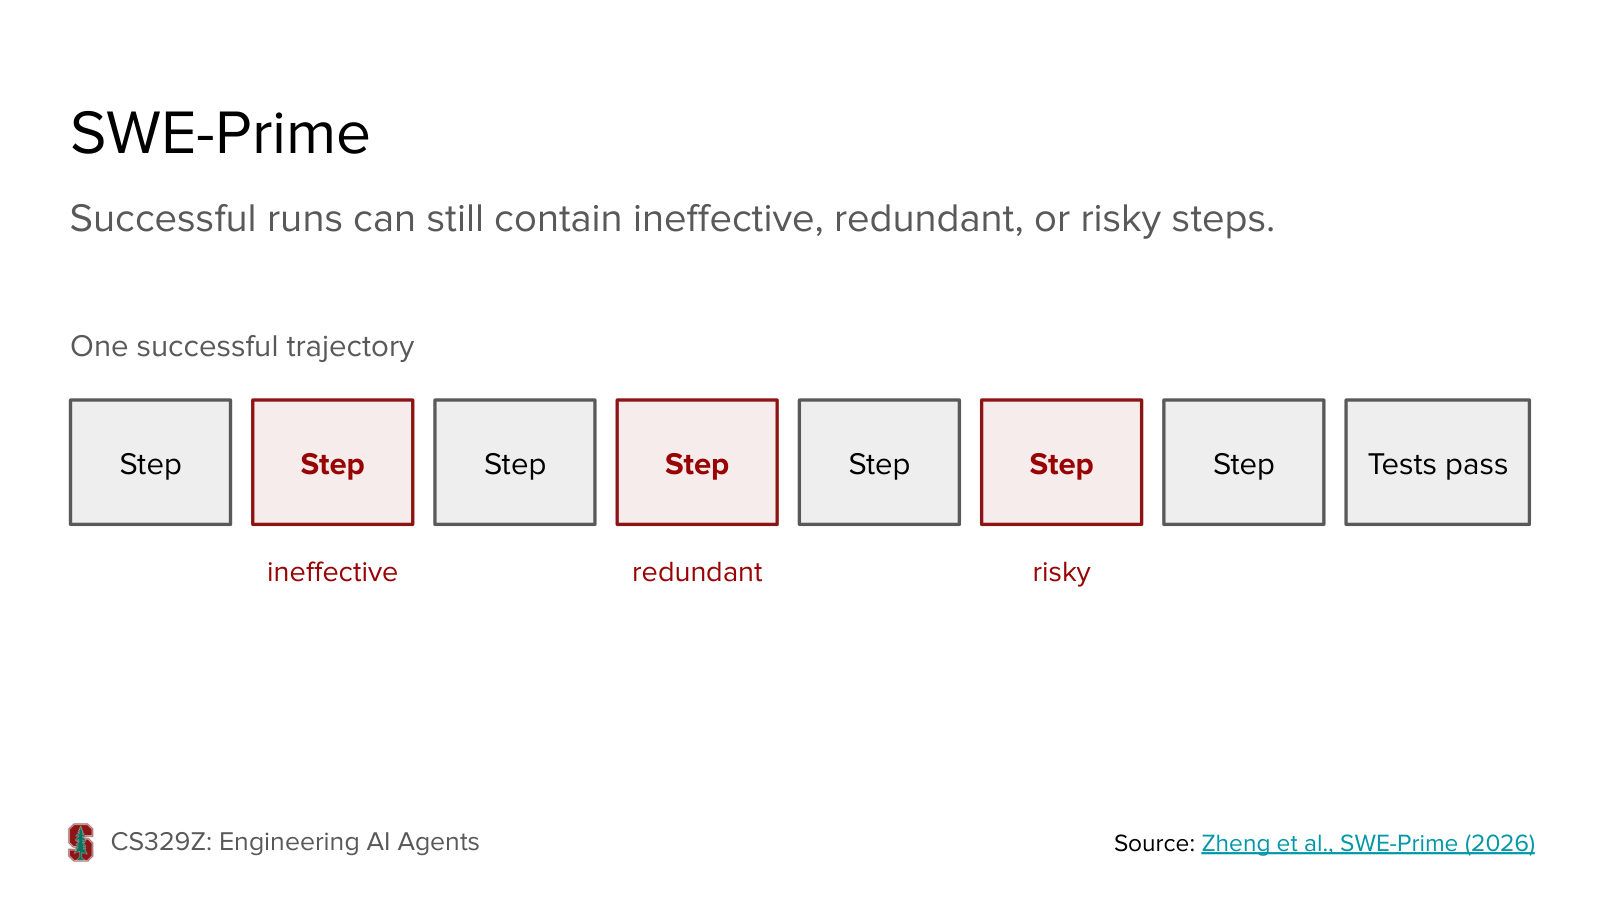 SWE-Prime
Successful runs can still contain ineffective, redundant, or risky steps.
One successful trajectory
Step Step Step Step Step Step Step Tests pass
ineffective redundant risky
CS329Z: Engineering AI Agents
Source: Zheng et al., SWE-Prime (2026)